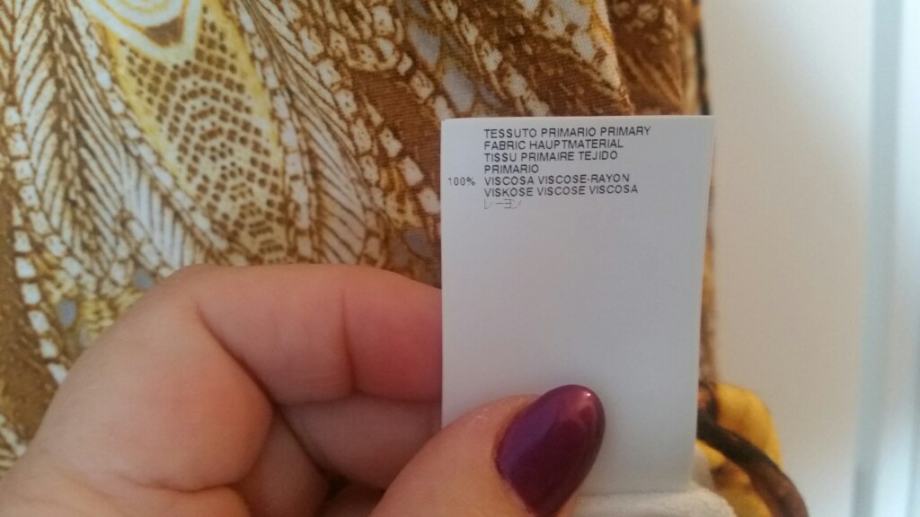 TESSUTO PRIMARIO PRIMARY
FABRIC HAUPTMATERIAL
TISSU PRIMAIRE TEJIDO
PRIMARIO
100% VISCOSA VISCOSE-RAYON
VISKOSE VISCOSE VISCOSA
レーヨン